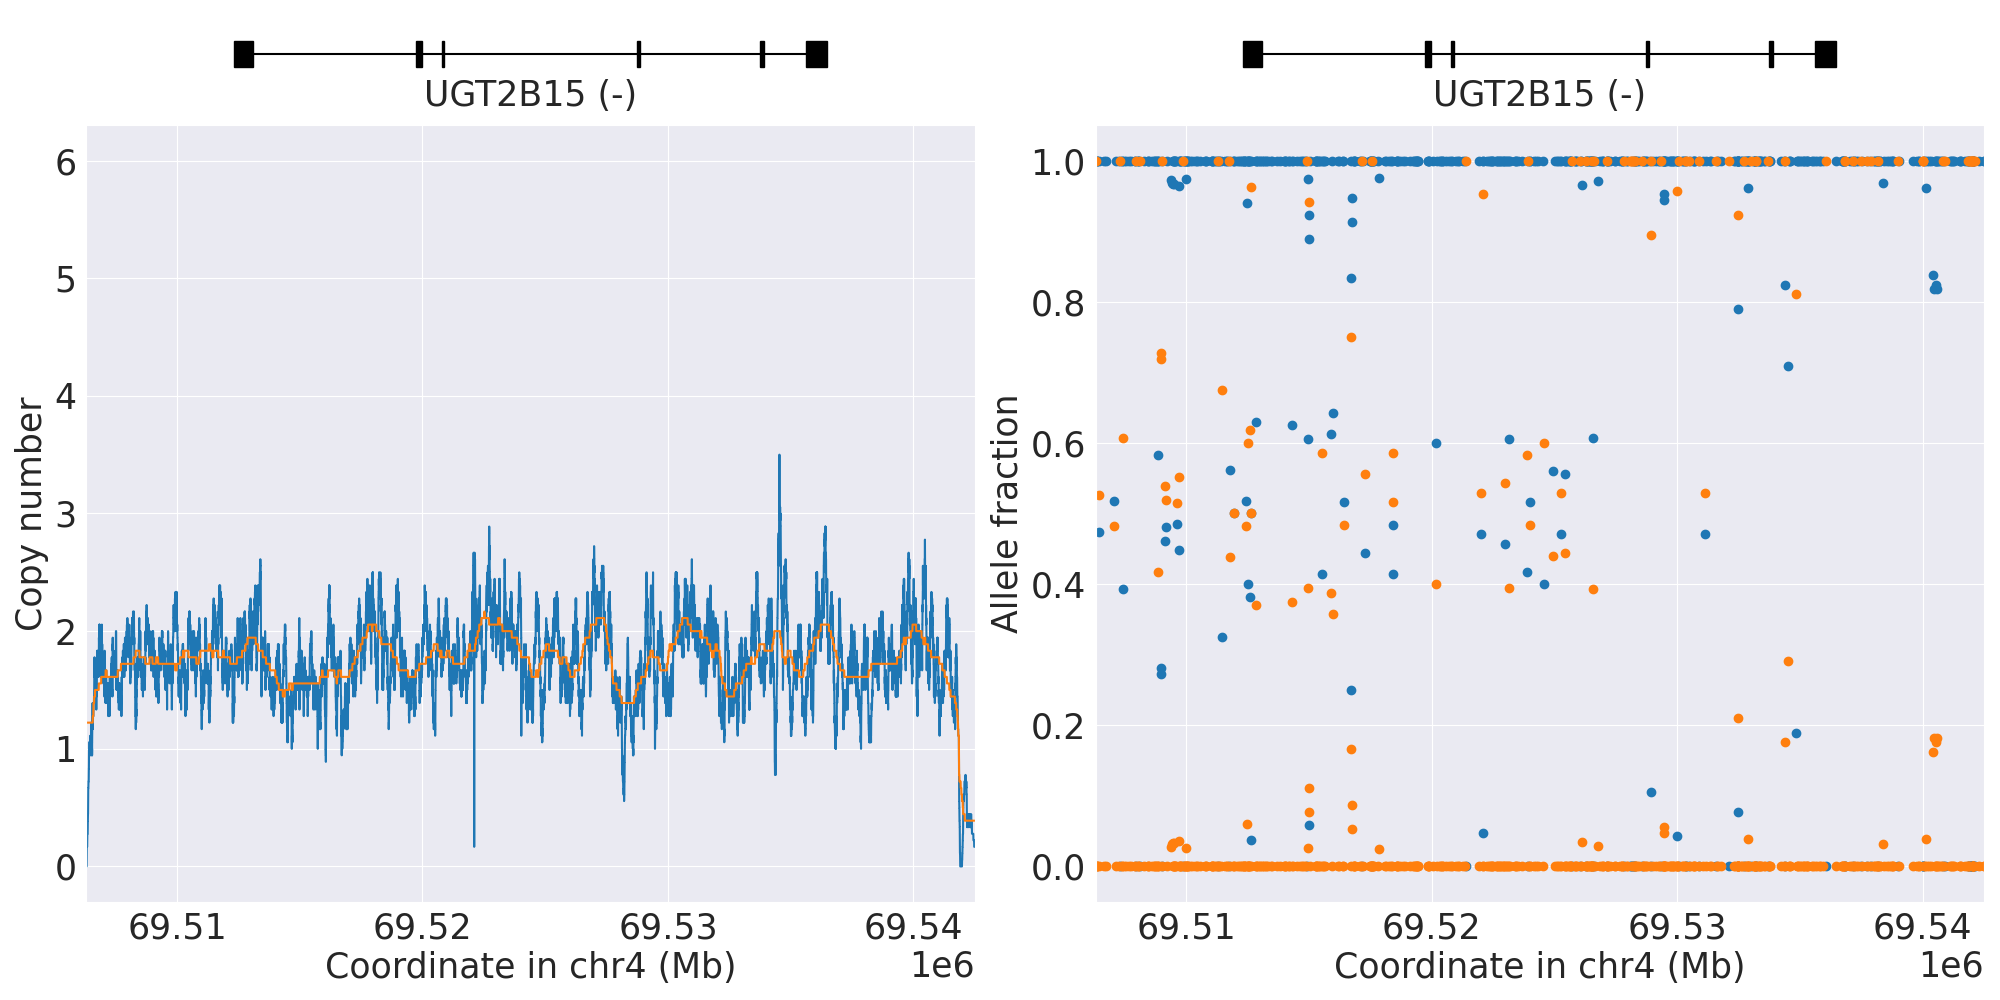 UGT2B15 (-)
6
5
4
3
2
1
0
Copy number
69.51
69.52
69.53
69.54
Coordinate in chr4 (Mb)
1e6
UGT2B15 (-)
1.0
0.8
0.6
0.4
0.2
0.0
Allele fraction
69.51
69.52
69.53
69.54
Coordinate in chr4 (Mb)
1e6